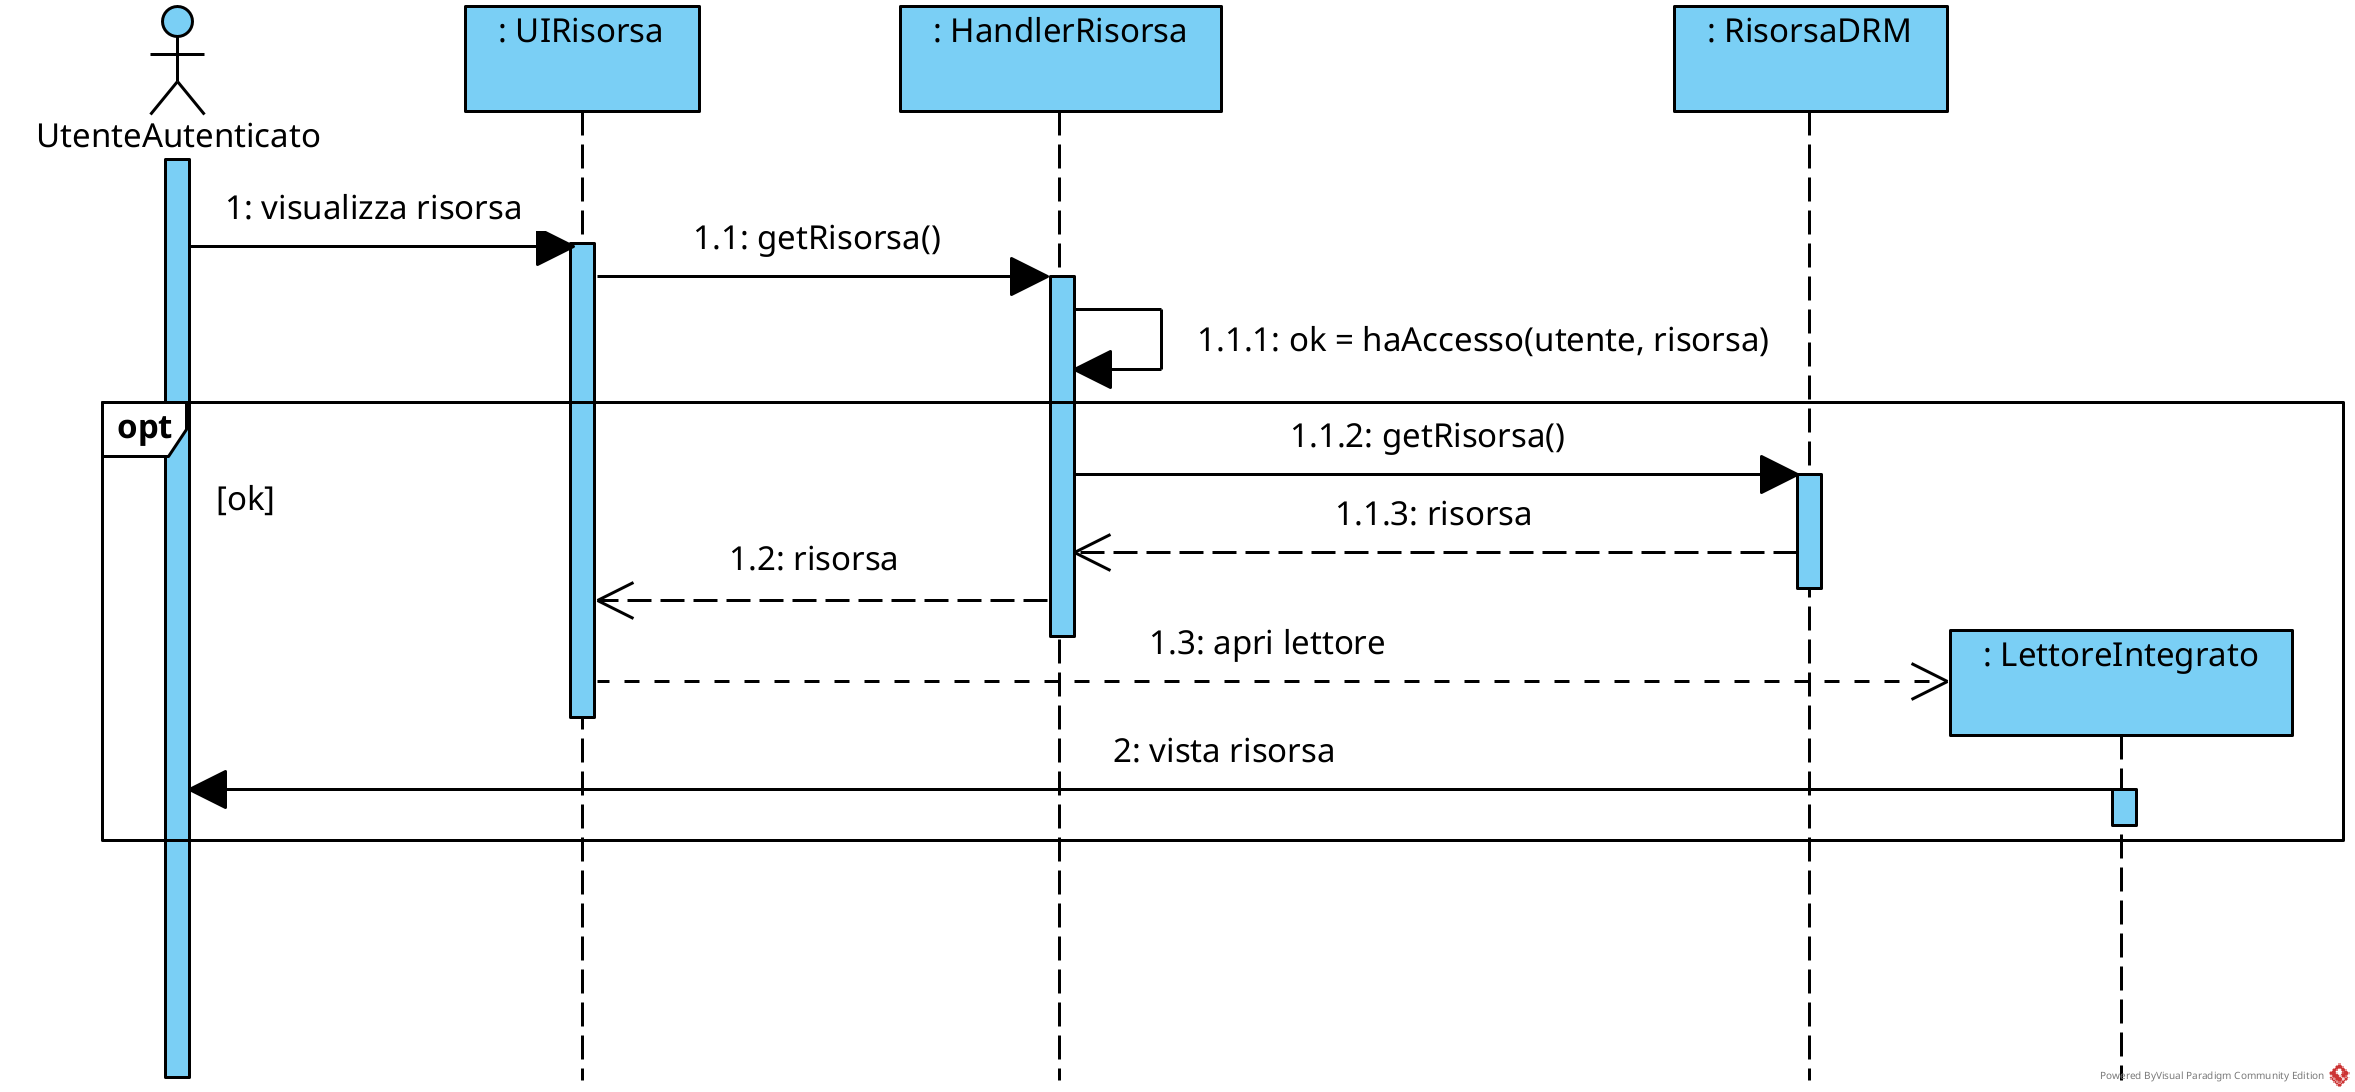 : UIRisorsa
: HandlerRisorsa
: RisorsaDRM
UtenteAutenticato
1: visualizza risorsa
1.1: getRisorsa()
1.1.1: ok = haAccesso(utente, risorsa)
opt
1.1.2: getRisorsa()
[ok]
1.1.3: risorsa
1.2: risorsa
1.3: apri lettore
: LettoreIntegrato
2: vista risorsa
Powered ByVisual Paradigm Community Edition